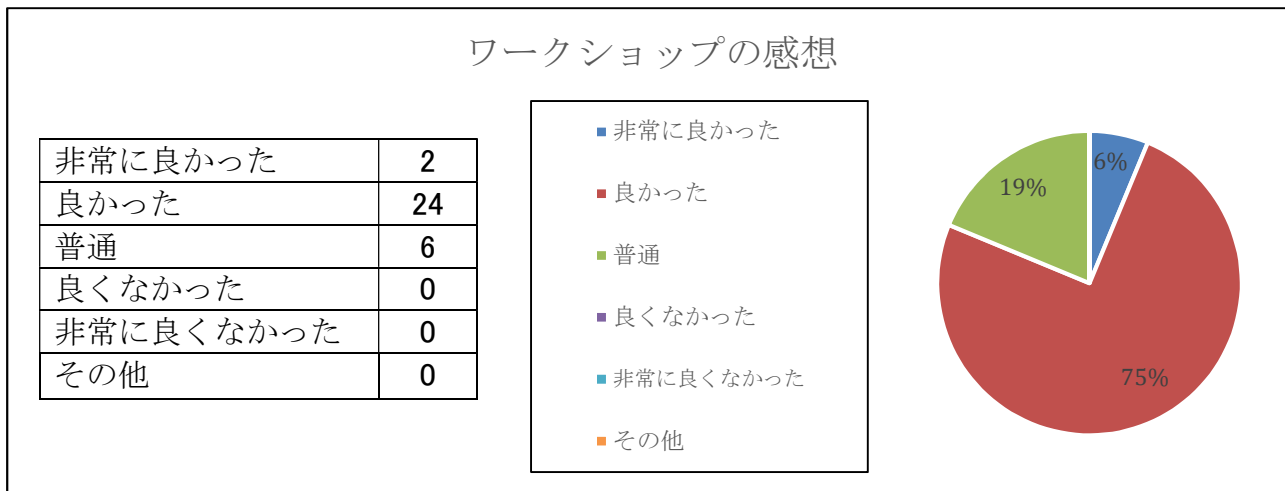 ワークショップの感想
非常に良かった 2
良かった 24
普通 6
良くなかった 0
非常に良くなかった 0
その他 0
非常に良かった
良かった
普通
良くなかった
非常に良くなかった
その他
6%
19%
75%